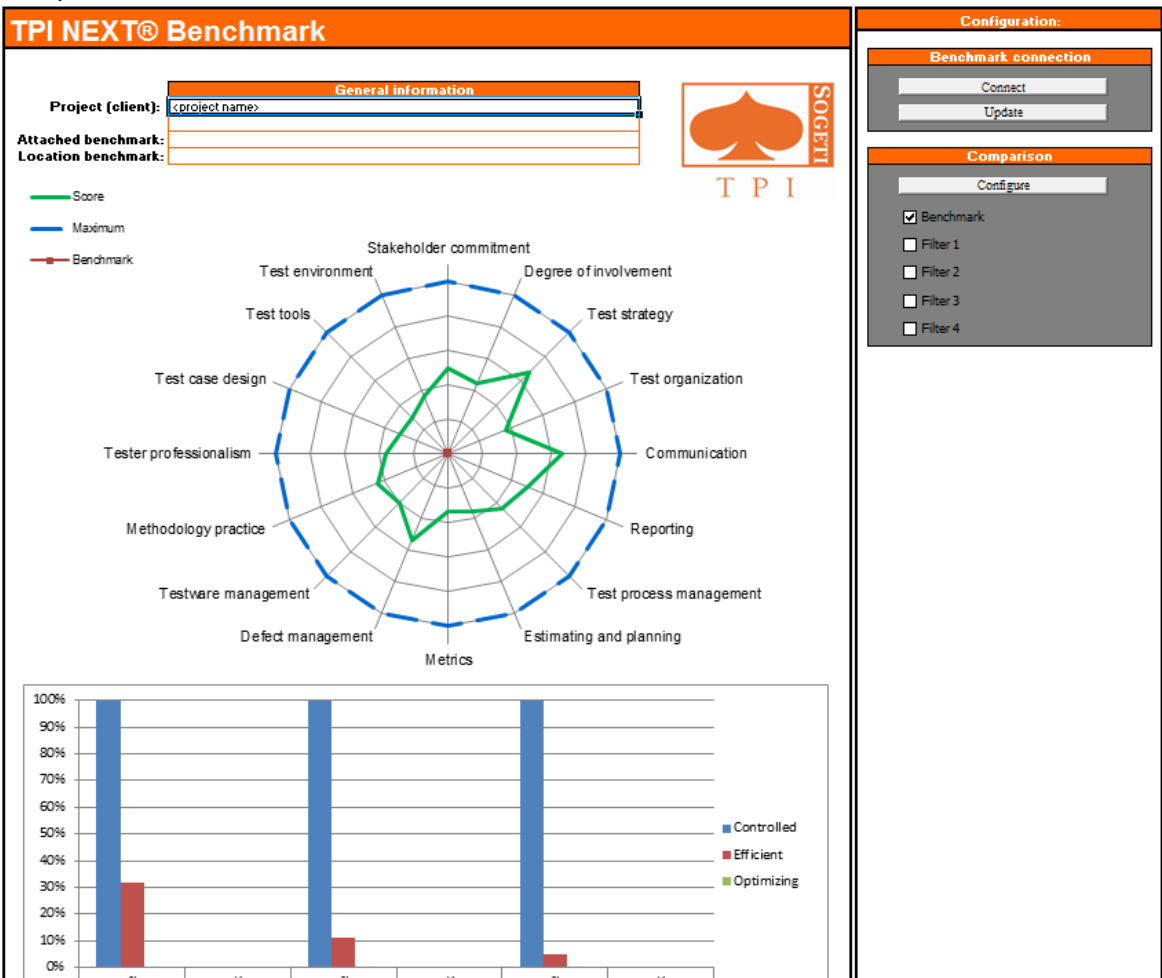 TPI NEXT® Benchmark
General information
Project (client): <project name>
Attached benchmark:
Location benchmark:
SOGETI
TPI
Score
Maximum
Benchmark
Stakeholder commitment
Test environment
Degree of involvement
Test tools
Test strategy
Test case design
Test organization
Tester professionalism
Communication
Methodology practice
Reporting
Testware management
Test process management
Defect management
Estimating and planning
Metrics
100%
90%
80%
70%
60%
50%
40%
30%
20%
10%
0%
Controlled
Efficient
Optimizing
Configuration:
Benchmark connection
Connect
Update
Comparison
Configure
Benchmark
Filter 1
Filter 2
Filter 3
Filter 4